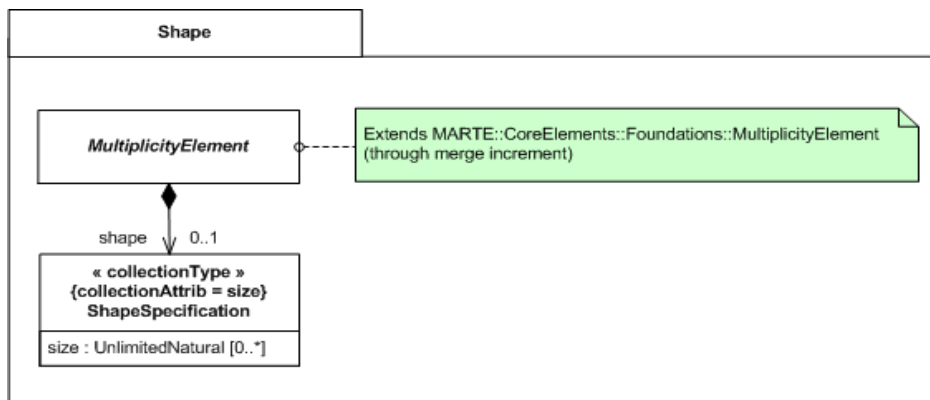 Shape
MultiplicityElement
Extends MARTE::CoreElements::Foundations::MultiplicityElement
(through merge increment)
shape 0..1
« collectionType »
{collectionAttrib = size}
ShapeSpecification
size : UnlimitedNatural [0..*]